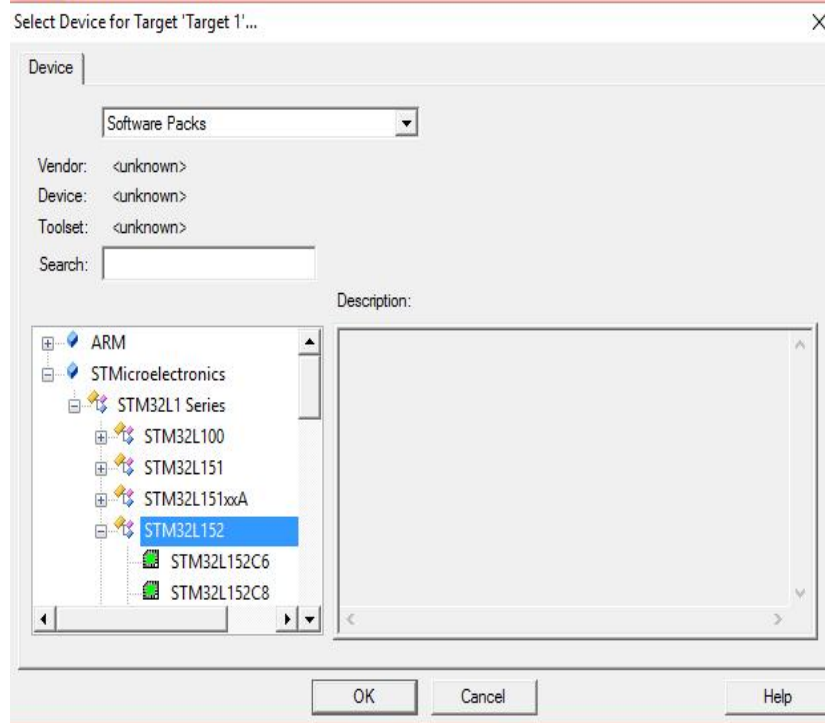 Select Device for Target 'Target 1'...
Device
Software Packs
Vendor: <unknown>
Device: <unknown>
Toolset: <unknown>
Search:
Description:
ARM
STMicroelectronics
STM32L1 Series
STM32L100
STM32L151
STM32L151xxA
STM32L152
STM32L152C6
STM32L152C8
OK Cancel Help